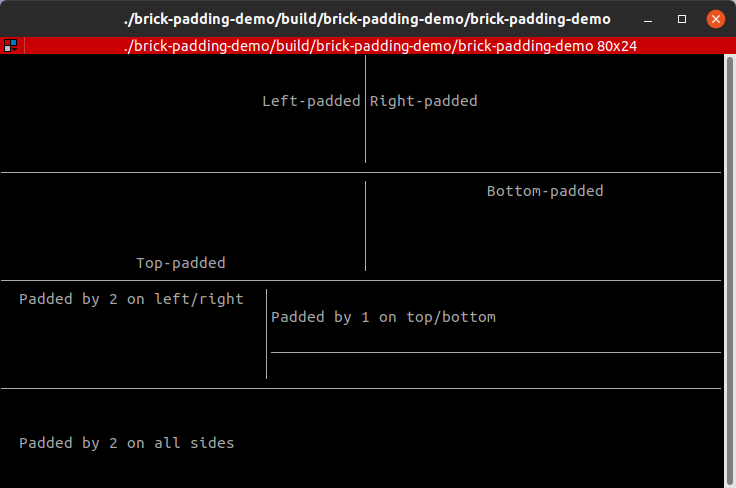 ./brick-padding-demo/build/brick-padding-demo/brick-padding-demo
./brick-padding-demo/build/brick-padding-demo/brick-padding-demo 80x24
Left-padded Right-padded
Bottom-padded
Top-padded
Padded by 2 on left/right
Padded by 1 on top/bottom
Padded by 2 on all sides